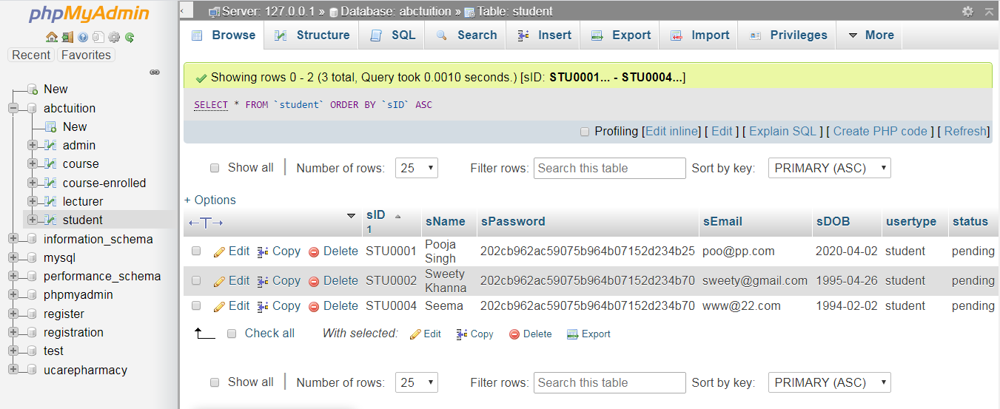 phpMyAdmin
Recent Favorites
New
abctuition
New
admin
course
course-enrolled
lecturer
student
information_schema
mysql
performance_schema
phpmyadmin
register
registration
test
ucarepharmacy
Server: 127.0.0.1 » Database: abctuition » Table: student
Browse Structure SQL Search Insert Export Import Privileges More
Showing rows 0 - 2 (3 total, Query took 0.0010 seconds.) [sID: STU0001... - STU0004...]
SELECT * FROM `student` ORDER BY `sID` ASC
Profiling [Edit inline] [ Edit ] [ Explain SQL ] [ Create PHP code ] [ Refresh]
Show all | Number of rows: 25 Filter rows: Search this table Sort by key: PRIMARY (ASC)
+ Options
←T→ sID 1 sName sPassword sEmail sDOB usertype status
Edit Copy Delete STU0001 Pooja Singh 202cb962ac59075b964b07152d234b25 poo@pp.com 2020-04-02 student pending
Edit Copy Delete STU0002 Sweety Khanna 202cb962ac59075b964b07152d234b70 sweety@gmail.com 1995-04-26 student pending
Edit Copy Delete STU0004 Seema 202cb962ac59075b964b07152d234b70 www@22.com 1994-02-02 student pending
Check all With selected: Edit Copy Delete Export
Show all | Number of rows: 25 Filter rows: Search this table Sort by key: PRIMARY (ASC)